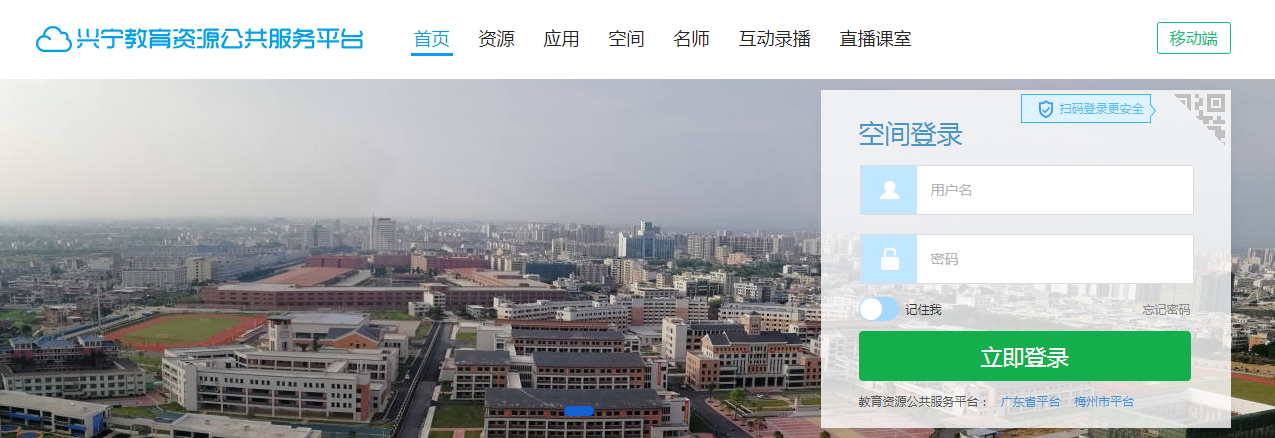 兴宁教育资源公共服务平台 首页 资源 应用 空间 名师 互动录播 直播课室 移动端
扫码登录更安全
空间登录
用户名
密码
记住我 忘记密码
立即登录
教育资源公共服务平台： 广东省平台 梅州市平台